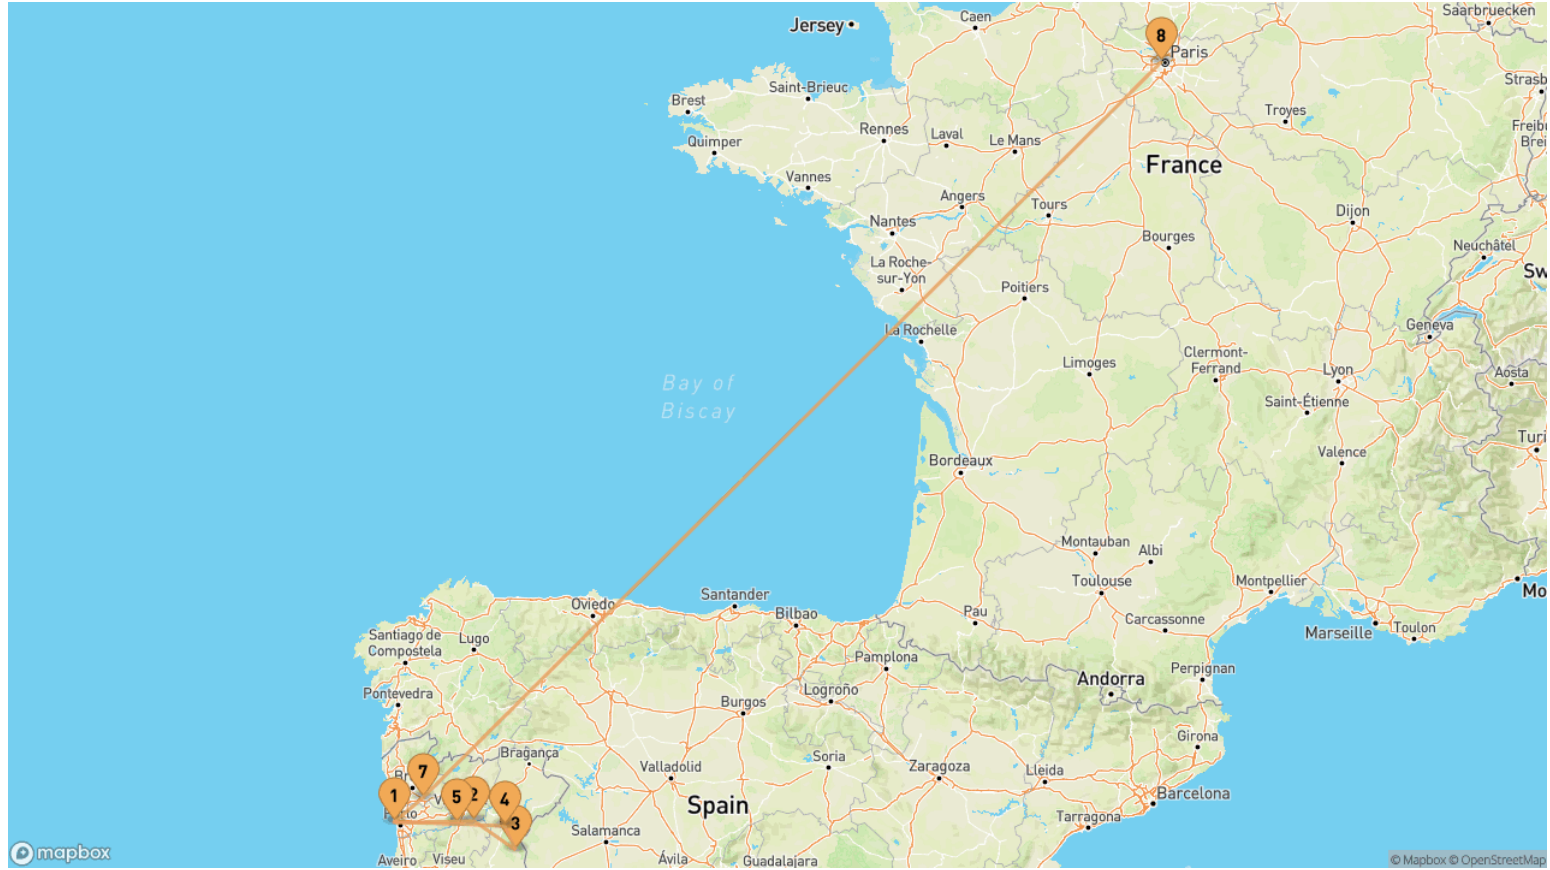 Jersey
Caen
Saarbruecken
8
Paris
Brest
Saint-Brieuc
Troyes
Strasb
Rennes
Laval
Le Mans
Freibu
Brei
Quimper
France
Vannes
Angers
Tours
Dijon
Nantes
Bourges
Neuchâtel
La Roche-
sur-Yon
Poitiers
Sw
La Rochelle
Geneva
Limoges
Clermont-
Ferrand
Lyon
Aosta
Bay of
Biscay
Saint-Étienne
Turi
Valence
Bordeaux
Montauban
Albi
Toulouse
Montpellier
Mo
Oviedo
Santander
Bilbao
Pau
Carcassonne
Marseille
Toulon
Santiago de
Compostela
Lugo
Pamplona
Perpignan
Andorra
Pontevedra
Logroño
Burgos
Girona
Bragança
Soria
Valladolid
Zaragoza
Lleida
7
Br
1
5
2
4
3
V
rto
Spain
Barcelona
Tarragona
Salamanca
Aveiro
Viseu
Ávila
Guadalajara
mapbox
© Mapbox © OpenStreetMap